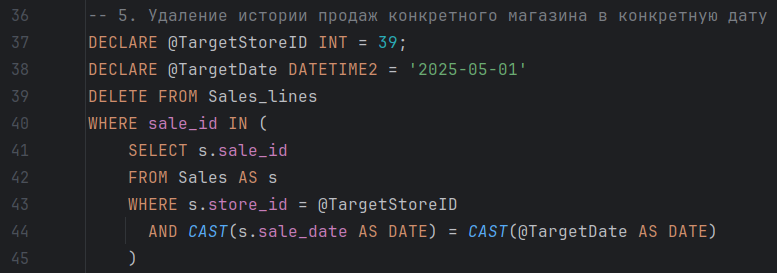 36 -- 5. Удаление истории продаж конкретного магазина в конкретную дату
37 DECLARE @TargetStoreID INT = 39;
38 DECLARE @TargetDate DATETIME2 = '2025-05-01'
39 DELETE FROM Sales_lines
40 WHERE sale_id IN (
41     SELECT s.sale_id
42     FROM Sales AS s
43     WHERE s.store_id = @TargetStoreID
44       AND CAST(s.sale_date AS DATE) = CAST(@TargetDate AS DATE)
45     )